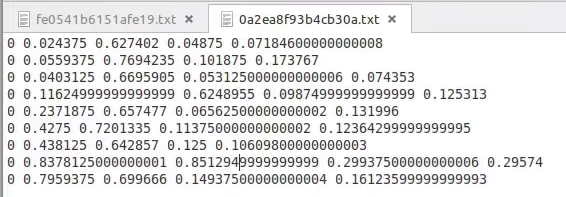 fe0541b6151afe19.txt × 0a2ea8f93b4cb30a.txt ×
0 0.024375 0.627402 0.04875 0.07184600000000008
0 0.0559375 0.7694235 0.101875 0.173767
0 0.0403125 0.6695905 0.053125000000000006 0.074353
0 0.11624999999999999 0.6248955 0.09874999999999999 0.125313
0 0.2371875 0.657477 0.06562500000000002 0.131996
0 0.4275 0.7201335 0.11375000000000002 0.12364299999999995
0 0.438125 0.642857 0.125 0.10609800000000003
0 0.8378125000000001 0.8512949999999999 0.29937500000000006 0.29574
0 0.7959375 0.699666 0.14937500000000004 0.16123599999999993